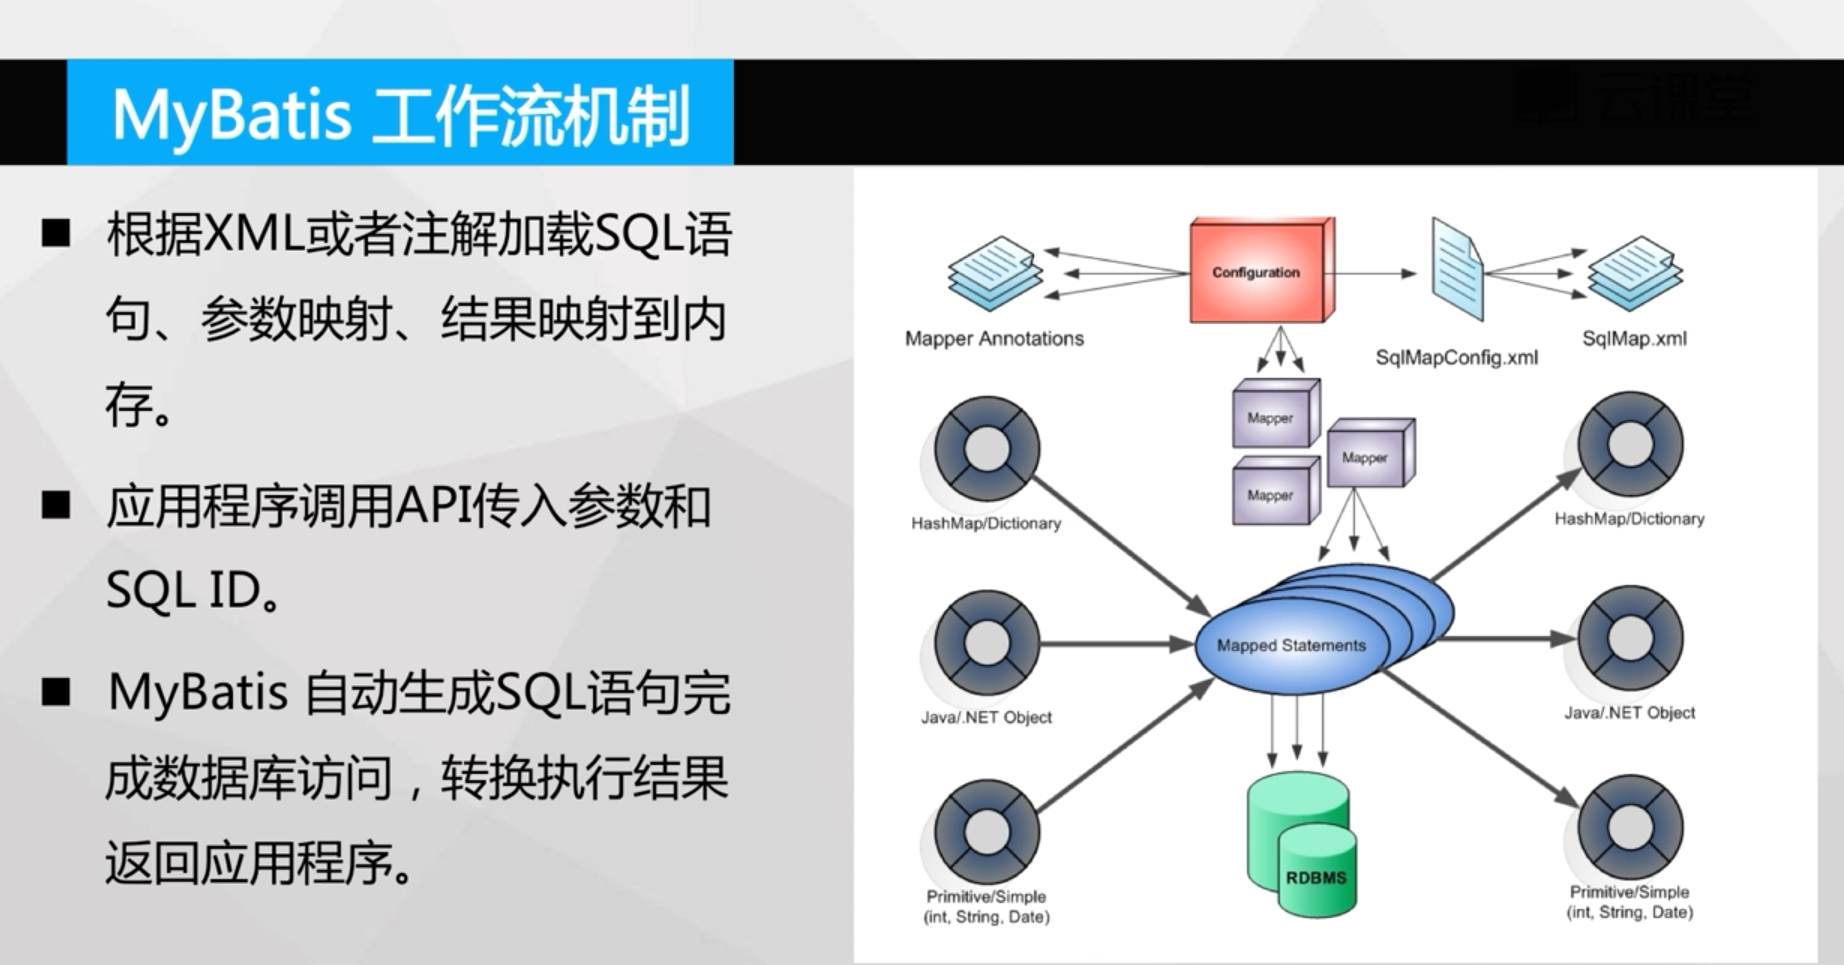 云课堂
MyBatis 工作流机制
■ 根据XML或者注解加载SQL语
句、参数映射、结果映射到内
存。
■ 应用程序调用API传入参数和
SQL ID。
■ MyBatis 自动生成SQL语句完
成数据库访问，转换执行结果
返回应用程序。
Configuration
Mapper Annotations
SqlMapConfig.xml
SqlMap.xml
Mapper
Mapper
Mapper
HashMap/Dictionary
HashMap/Dictionary
Mapped Statements
Java/.NET Object
Java/.NET Object
RDBMS
Primitive/Simple
(int, String, Date)
Primitive/Simple
(int, String, Date)